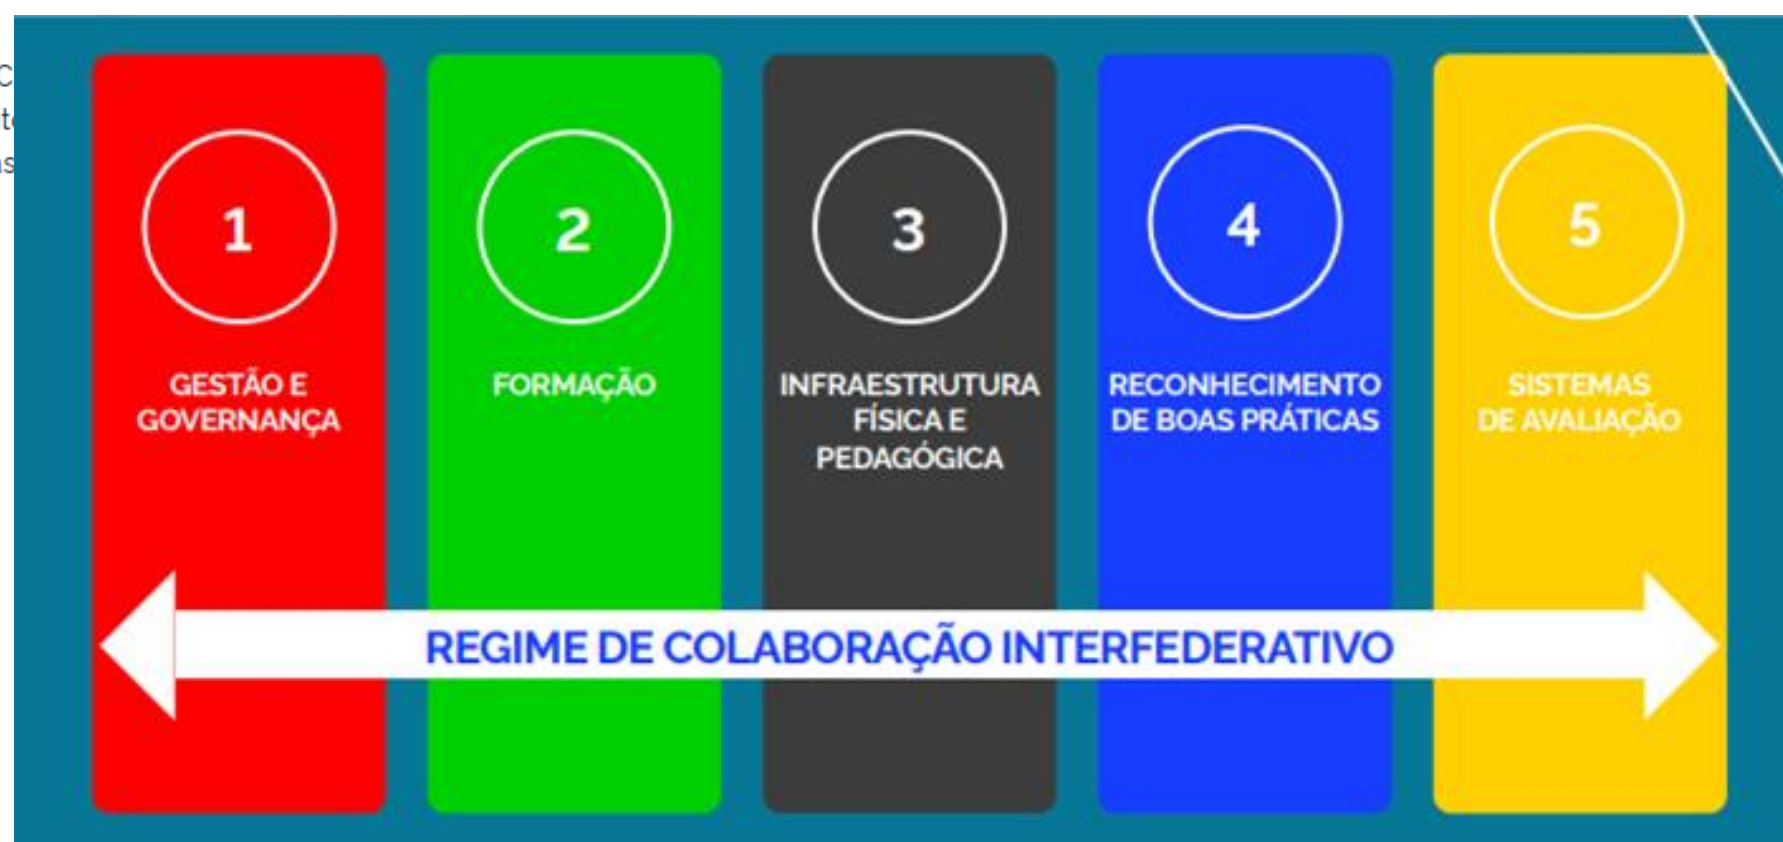 1
GESTÃO E
GOVERNANÇA
2
FORMAÇÃO
3
INFRAESTRUTURA
FÍSICA E
PEDAGÓGICA
4
RECONHECIMENTO
DE BOAS PRÁTICAS
5
SISTEMAS
DE AVALIAÇÃO
REGIME DE COLABORAÇÃO INTERFEDERATIVO